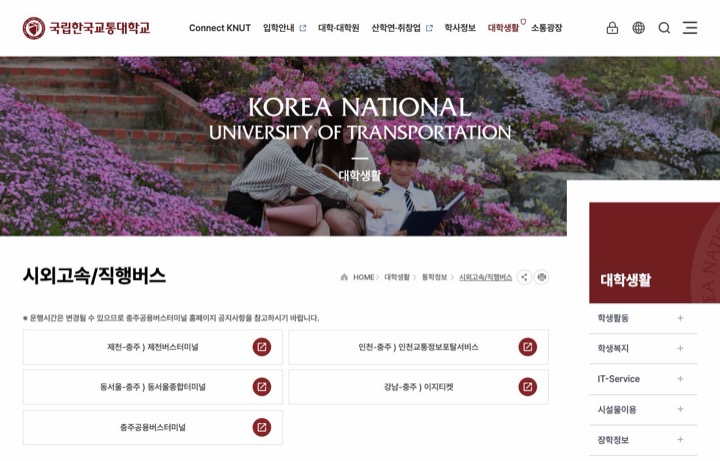 국립한국교통대학교
Connect KNUT 입학안내 대학·대학원 산학연·취창업 학사정보 대학생활 소통광장
KOREA NATIONAL
UNIVERSITY OF TRANSPORTATION
대학생활
시외고속/직행버스
HOME 대학생활 통학정보 시외고속/직행버스
대학생활
※ 운행시간은 변경될 수 있으므로 충주공용버스터미널 홈페이지 공지사항을 참고하시기 바랍니다.
제천-충주 ) 제천버스터미널
인천-충주 ) 인천교통정보포탈서비스
동서울-충주 ) 동서울종합터미널
강남-충주 ) 이지티켓
충주공용버스터미널
학생활동
학생복지
IT-Service
시설물이용
장학정보